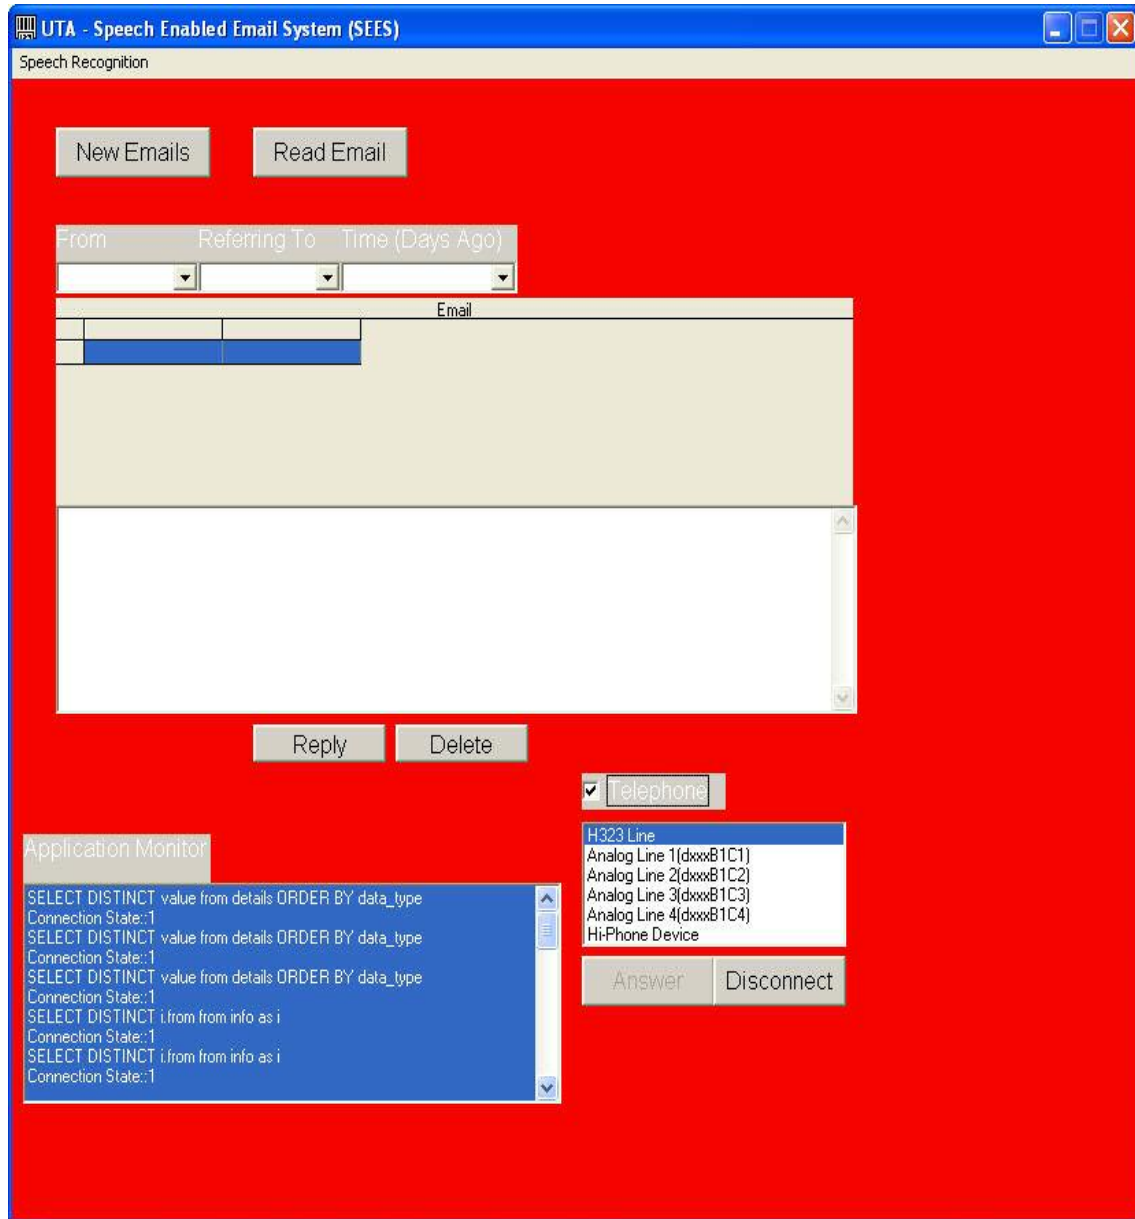 UTA - Speech Enabled Email System (SEES)
Speech Recognition
New Emails
Read Email
From
Referring To
Time (Days Ago)
Email
Reply
Delete
Telephone
H323 Line
Analog Line 1(dxxxB1C1)
Analog Line 2(dxxxB1C2)
Analog Line 3(dxxxB1C3)
Analog Line 4(dxxxB1C4)
Hi-Phone Device
Answer
Disconnect
Application Monitor
SELECT DISTINCT value from details ORDER BY data_type
Connection State::1
SELECT DISTINCT value from details ORDER BY data_type
Connection State::1
SELECT DISTINCT value from details ORDER BY data_type
Connection State::1
SELECT DISTINCT i.from from info as i
Connection State::1
SELECT DISTINCT i.from from info as i
Connection State::1